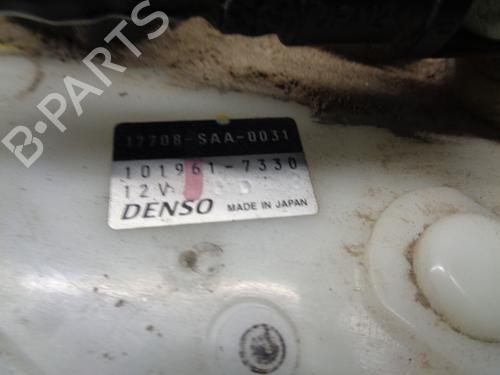 B-PARTS
17708-SAA-0031
101961-7330
12V
DENSO MADE IN JAPAN